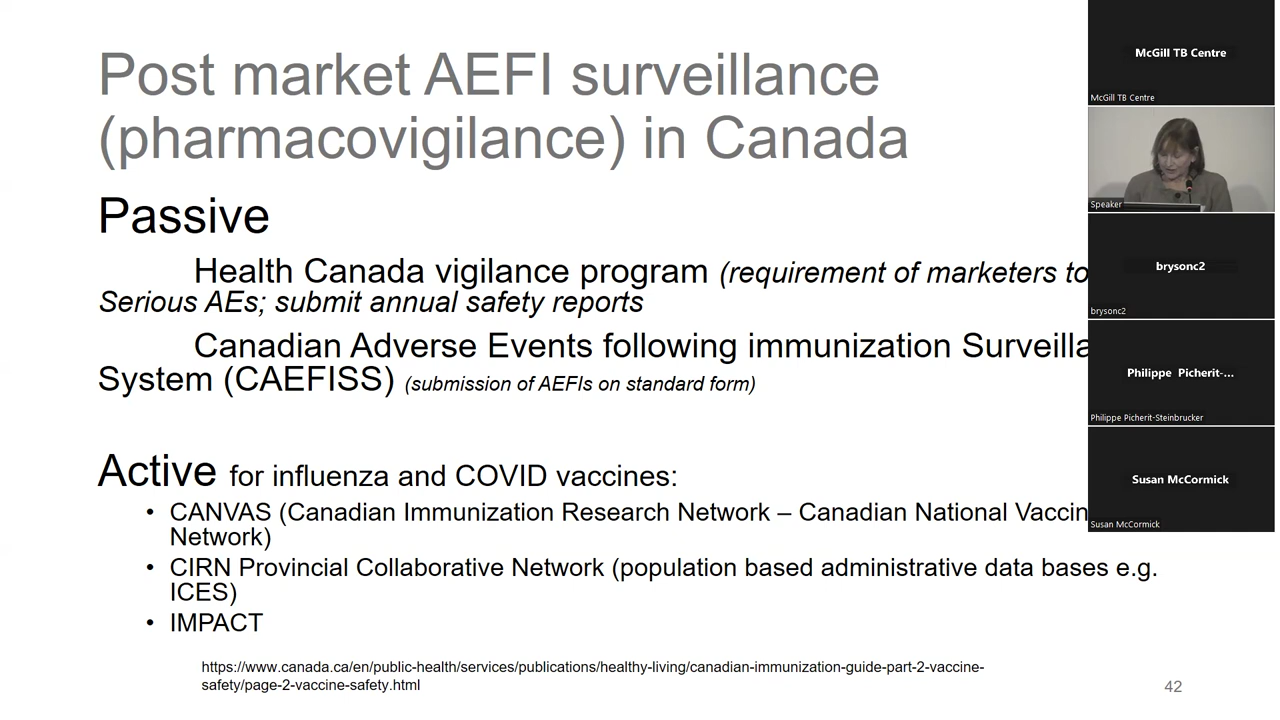 Post market AEFI surveillance
(pharmacovigilance) in Canada
Passive
Health Canada vigilance program (requirement of marketers to
Serious AEs; submit annual safety reports
Canadian Adverse Events following immunization Surveilla
System (CAEFISS) (submission of AEFIs on standard form)
Active for influenza and COVID vaccines:
• CANVAS (Canadian Immunization Research Network – Canadian National Vaccin
Network)
• CIRN Provincial Collaborative Network (population based administrative data bases e.g.
ICES)
• IMPACT
https://www.canada.ca/en/public-health/services/publications/healthy-living/canadian-immunization-guide-part-2-vaccine-
safety/page-2-vaccine-safety.html
42
McGill TB Centre
McGill TB Centre
Speaker
brysonc2
brysonc2
Philippe Picherit-...
Philippe Picherit-Steinbrucker
Susan McCormick
Susan McCormick